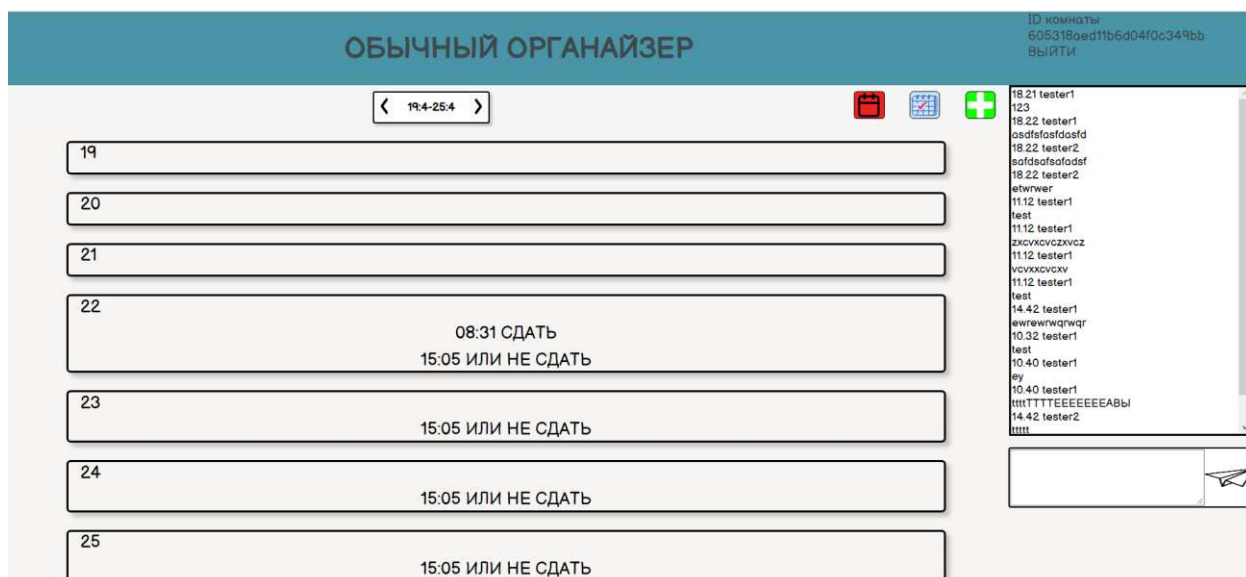 ОБЫЧНЫЙ ОРГАНАЙЗЕР
ID комнаты
605318aed11b6d04f0c349bb
ВЫЙТИ
19:4-25:4
19
20
21
22
08:31 СДАТЬ
15:05 ИЛИ НЕ СДАТЬ
23
15:05 ИЛИ НЕ СДАТЬ
24
15:05 ИЛИ НЕ СДАТЬ
25
15:05 ИЛИ НЕ СДАТЬ
18.21 tester1
123
18.22 tester1
asdfsfasfdasfd
18.22 tester2
safdsafsafadsf
18.22 tester2
etwrwer
11.12 tester1
test
11.12 tester1
zxcvxcvczxvcz
11.12 tester1
vcvxxcvcxv
11.12 tester1
test
14.42 tester1
ewrewrwqrwqr
10.32 tester1
test
10.40 tester1
ey
10.40 tester1
ttttTTTTEEEEEEEАВЫ
14.42 tester2
ttttt